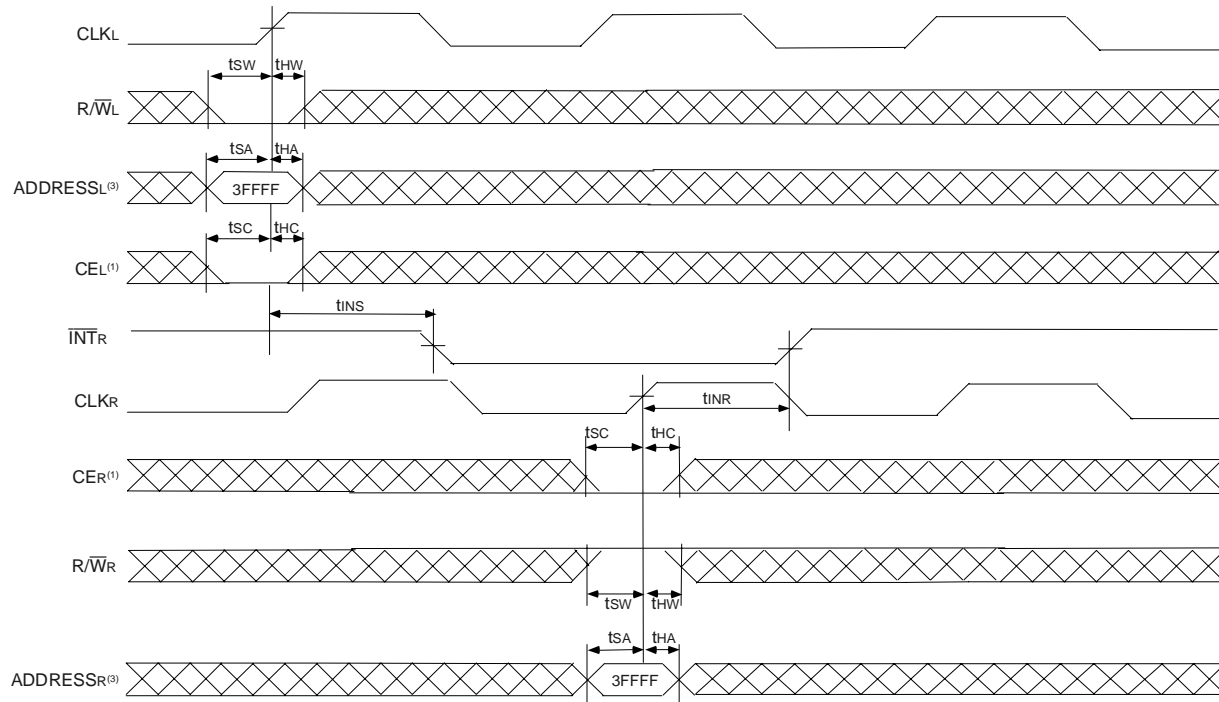 CLKL
tSW tHW
R/W̅L
tSA tHA
ADDRESSL(3) 3FFFF
tSC tHC
CEL(1)
tINS
I̅N̅T̅R
CLKR
tINR
tSC tHC
CER(1)
R/W̅R
tSW tHW
tSA tHA
ADDRESSR(3) 3FFFF